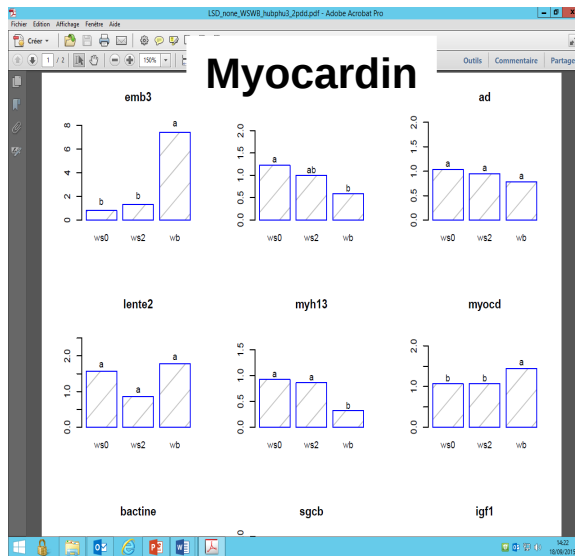 LSD_none_WSWB_hubphu3_2pdd.pdf - Adobe Acrobat Pro
Fichier Edition Affichage Fenêtre Aide
Créer
1 / 2 150% Outils Commentaire Partage
Myocardin
emb3 ad
8 6 4 2 0 b b a
2.0 1.5 1.0 0.5 0.0 a ab b
2.0 1.5 1.0 0.5 0.0 a a a
ws0 ws2 wb ws0 ws2 wb ws0 ws2 wb
lente2 myh13 myocd
2.0 1.0 0.0 a a a
1.5 1.0 0.5 0.0 a a b
2.0 1.0 0.0 b b a
ws0 ws2 wb ws0 ws2 wb ws0 ws2 wb
bactine sgcb igf1
14:22